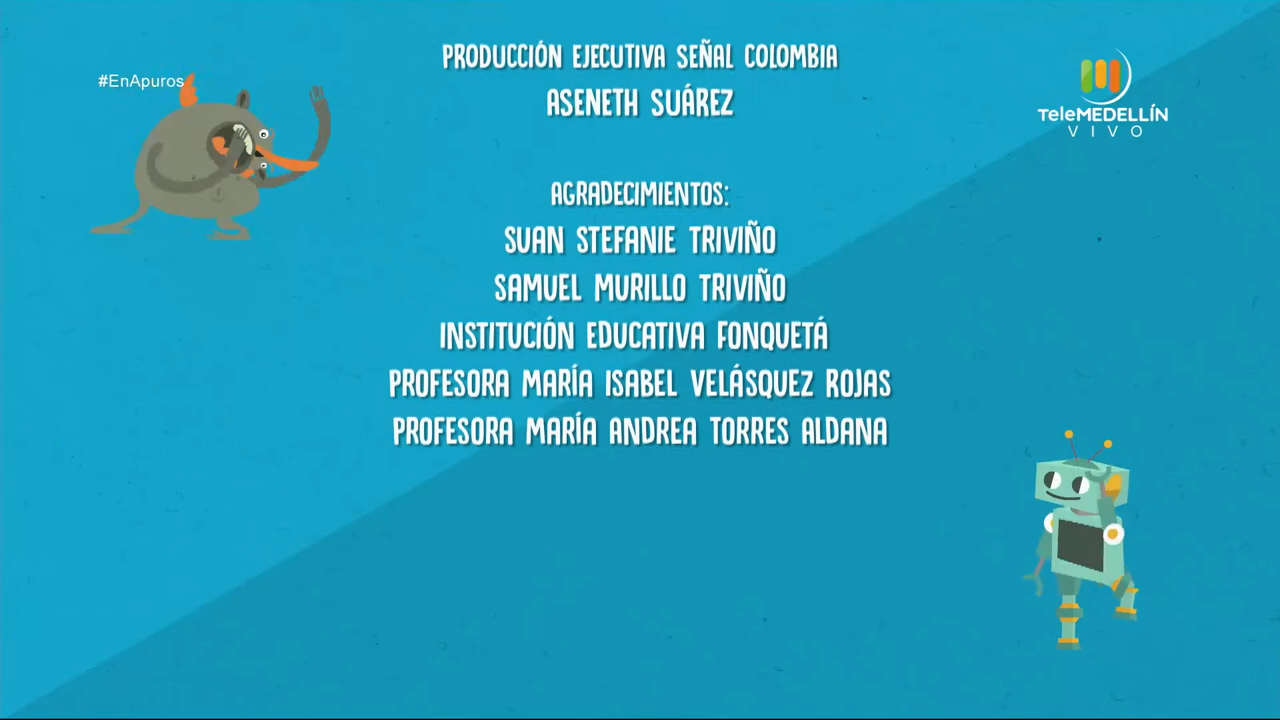 PRODUCCIÓN EJECUTIVA SEÑAL COLOMBIA
ASENETH SUÁREZ
#EnApuros
TeleMEDELLÍN
VIVO
AGRADECIMIENTOS:
SUAN STEFANIE TRIVIÑO
SAMUEL MURILLO TRIVIÑO
INSTITUCIÓN EDUCATIVA FONQUETÁ
PROFESORA MARÍA ISABEL VELÁSQUEZ ROJAS
PROFESORA MARÍA ANDREA TORRES ALDANA